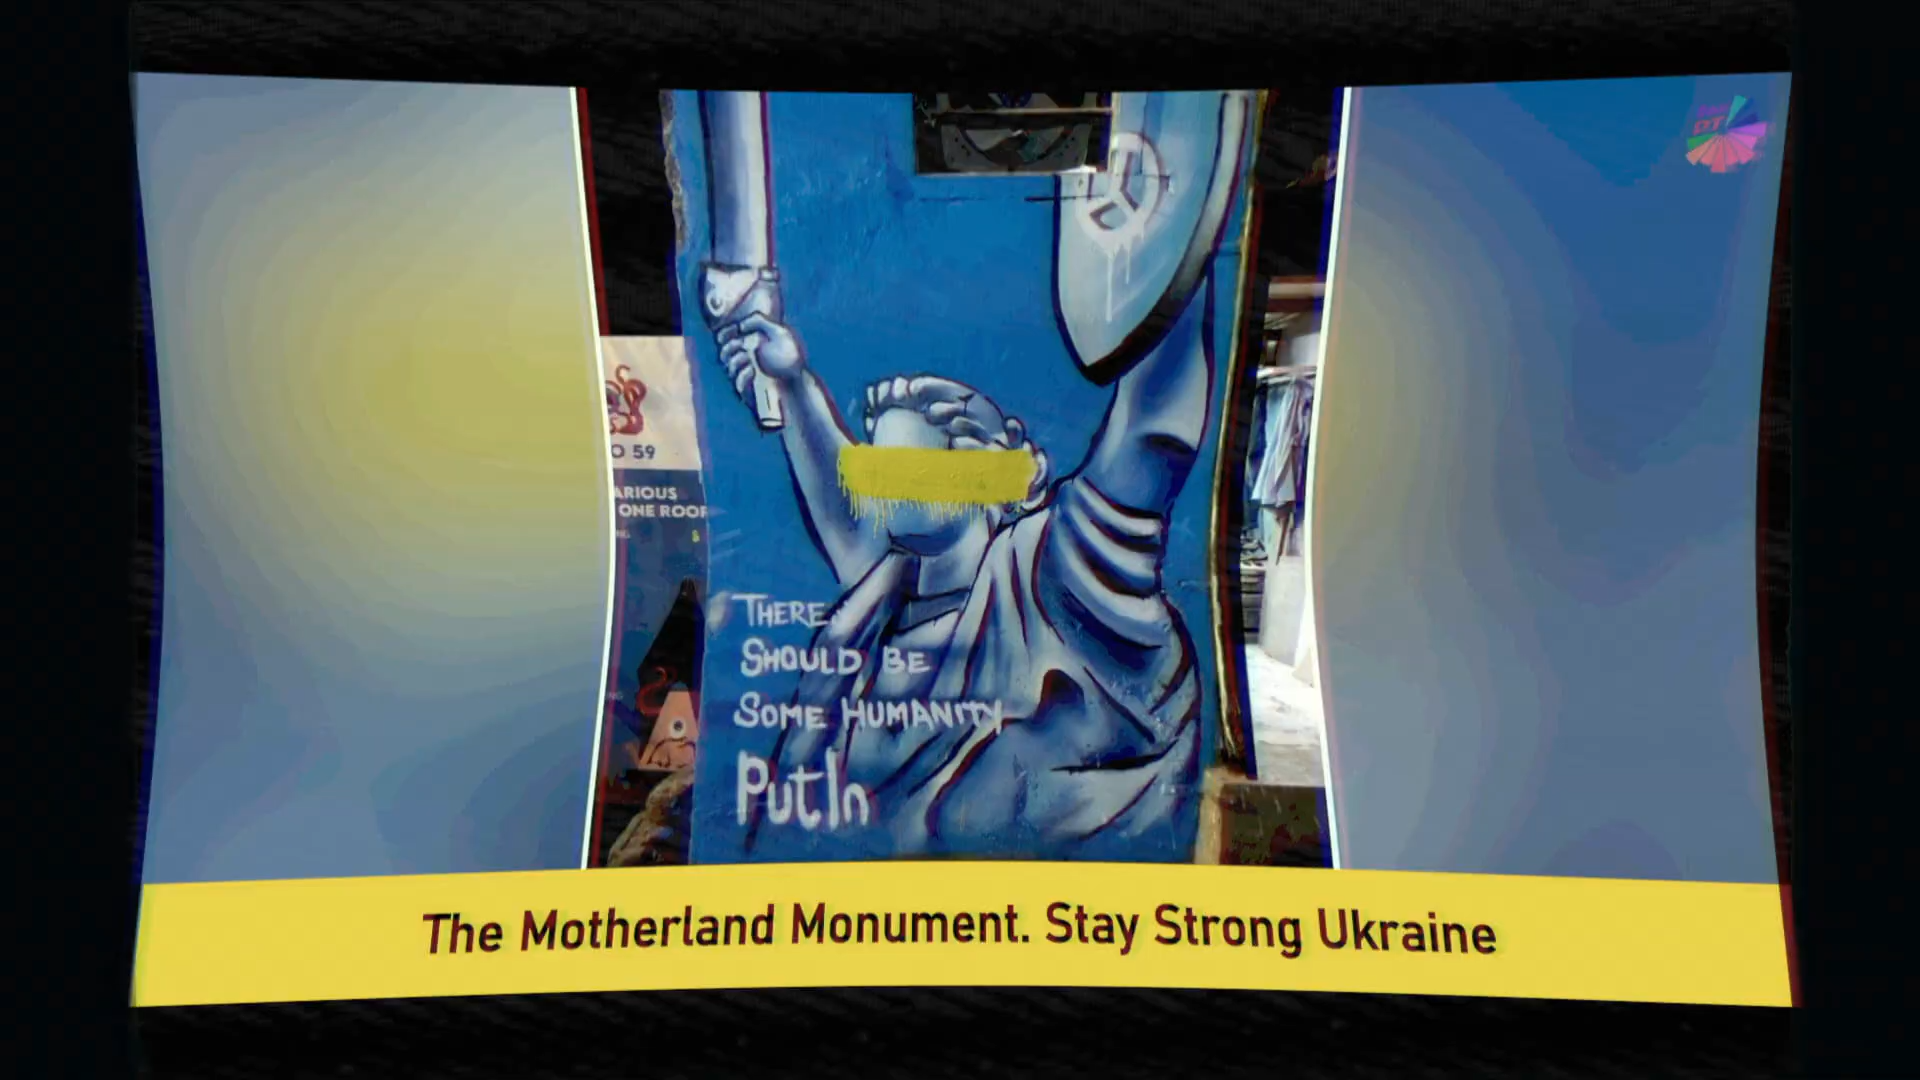 O 59
ARIOUS
ONE ROOF
THERE
SHOULD BE
SOME HUMANITY
PutIn
The Motherland Monument. Stay Strong Ukraine